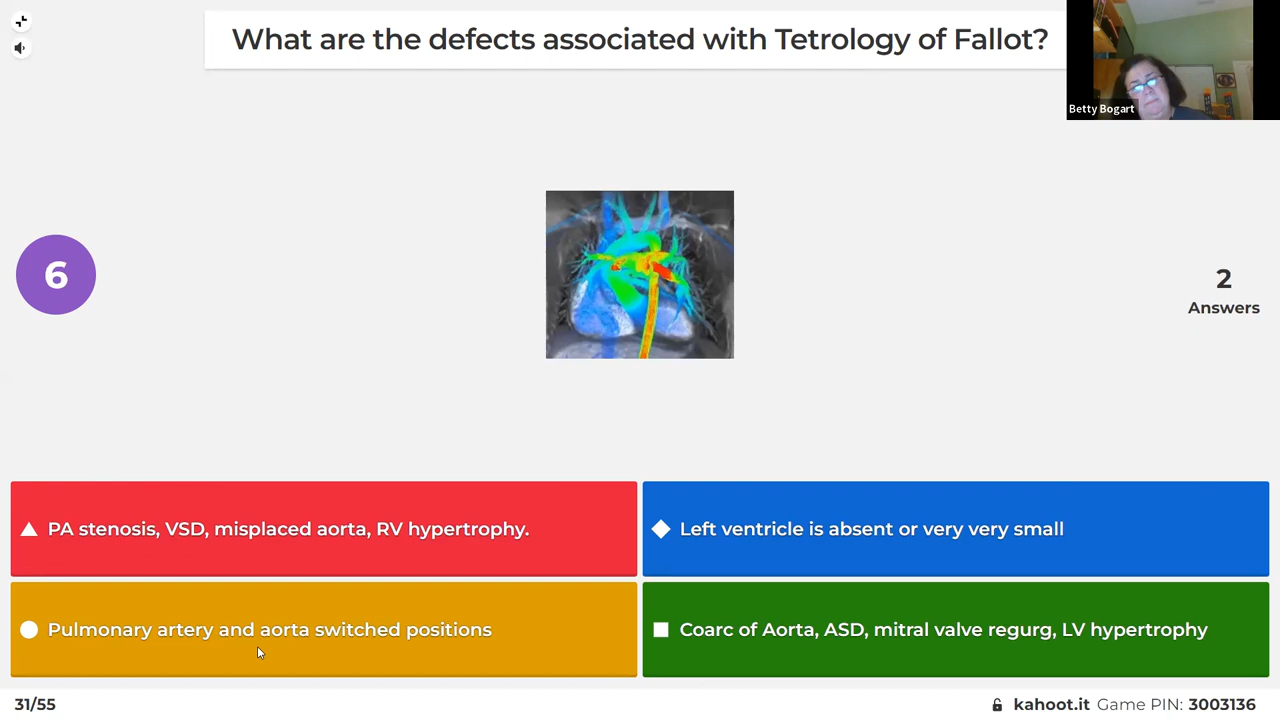 What are the defects associated with Tetrology of Fallot?
Betty Bogart
6
2
Answers
PA stenosis, VSD, misplaced aorta, RV hypertrophy.
Left ventricle is absent or very very small
Pulmonary artery and aorta switched positions
Coarc of Aorta, ASD, mitral valve regurg, LV hypertrophy
31/55
kahoot.it Game PIN: 3003136